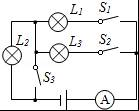 L₁ S₁
L₂ L₃ S₂
S₃
A